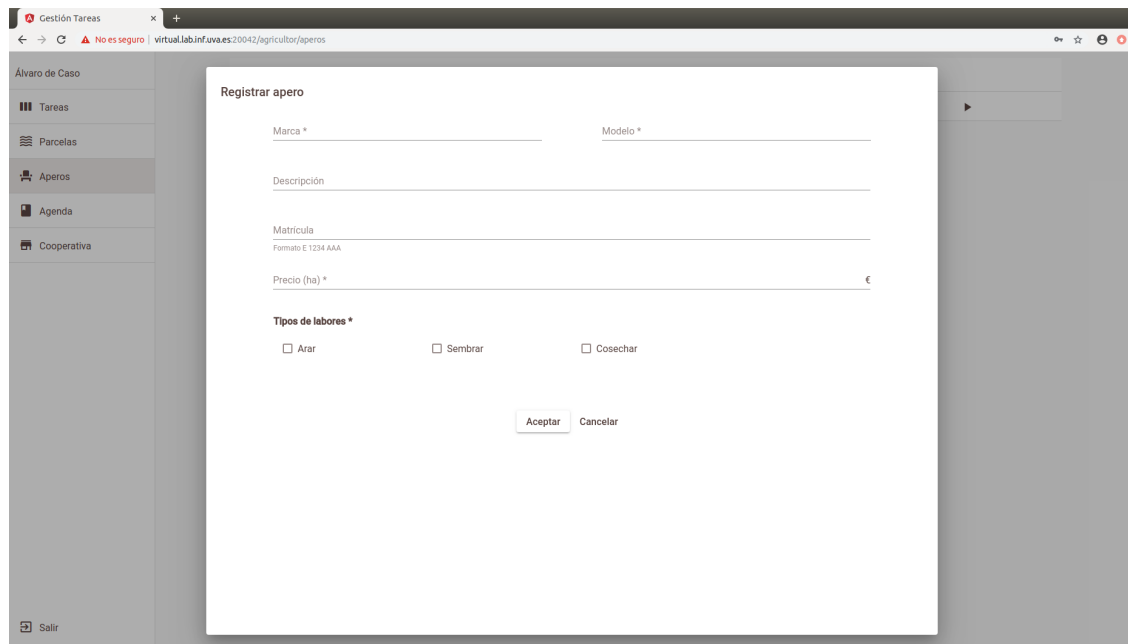 Gestión Tareas
No es seguro | virtual.lab.inf.uva.es:20042/agricultor/aperos
Álvaro de Caso
Tareas
Parcelas
Aperos
Agenda
Cooperativa
Salir
Registrar apero
Marca *
Modelo *
Descripción
Matrícula
Formato E 1234 AAA
Precio (ha) *
€
Tipos de labores *
Arar
Sembrar
Cosechar
Aceptar
Cancelar